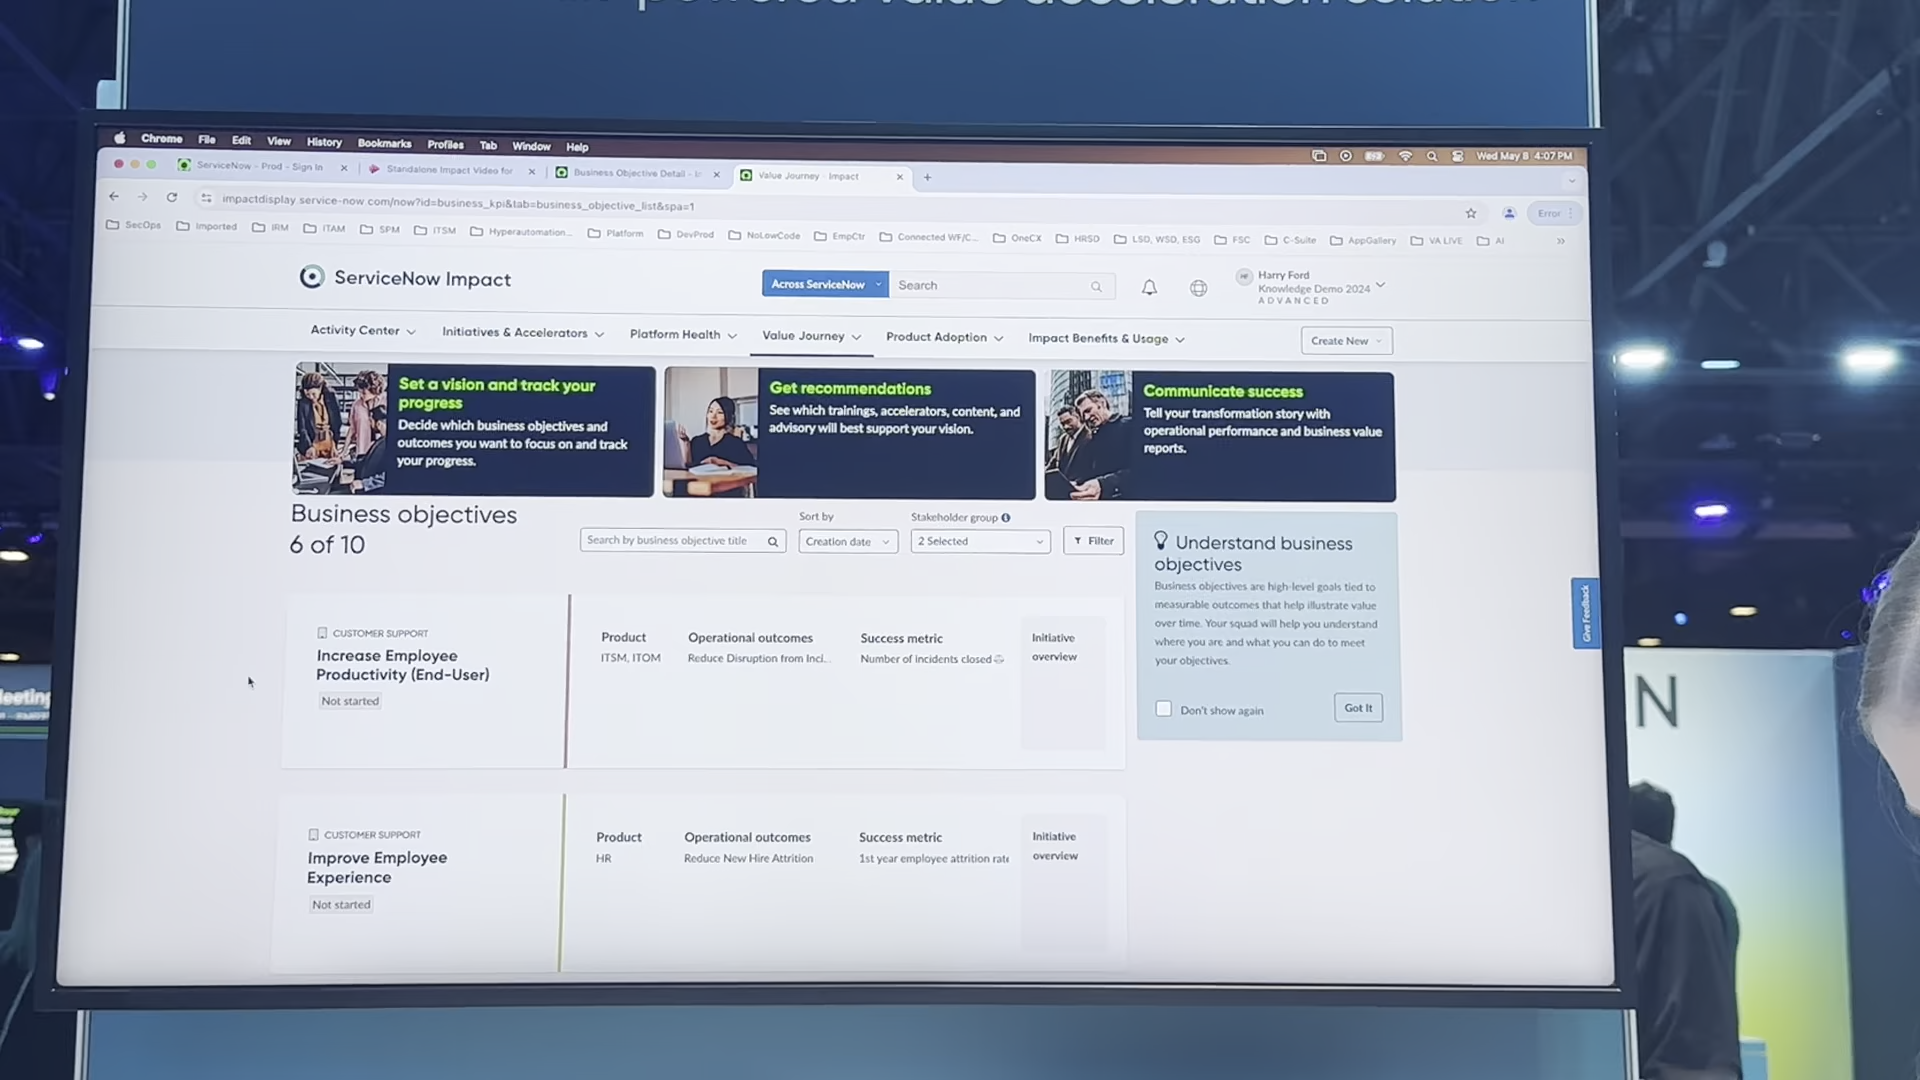 powered value acceleration solution
Chrome File Edit View History Bookmarks Profiles Tab Window Help
Wed May 8 4:07 PM
ServiceNow - Prod - Sign In
Standalone Impact Video for
Business Objective Detail - I
Value Journey - Impact
impactdisplay.service-now.com/now?id=business_kpi&tab=business_objective_list&spa=1
Error
SecOps Imported IRM ITAM SPM ITSM Hyperautomation... Platform DevProd NoLowCode EmpCtr Connected WF/C... OneCX HRSD LSD, WSD, ESG FSC C-Suite AppGallery VA LIVE AI
ServiceNow Impact
Across ServiceNow
Search
HF
Harry Ford
Knowledge Demo 2024
ADVANCED
Activity Center Initiatives & Accelerators Platform Health Value Journey Product Adoption Impact Benefits & Usage
Create New
Set a vision and track your
progress
Decide which business objectives and
outcomes you want to focus on and track
your progress.
Get recommendations
See which trainings, accelerators, content, and
advisory will best support your vision.
Communicate success
Tell your transformation story with
operational performance and business value
reports.
Business objectives
6 of 10
Search by business objective title
Sort by
Creation date
Stakeholder group
2 Selected
Filter
Understand business
objectives
Business objectives are high-level goals tied to
measurable outcomes that help illustrate value
over time. Your squad will help you understand
where you are and what you can do to meet
your objectives.
Don't show again
Got It
Give Feedback
CUSTOMER SUPPORT
Increase Employee
Productivity (End-User)
Not started
Product
ITSM, ITOM
Operational outcomes
Reduce Disruption from Inci...
Success metric
Number of incidents closed
Initiative
overview
CUSTOMER SUPPORT
Improve Employee
Experience
Not started
Product
HR
Operational outcomes
Reduce New Hire Attrition
Success metric
1st year employee attrition rate
Initiative
overview
N